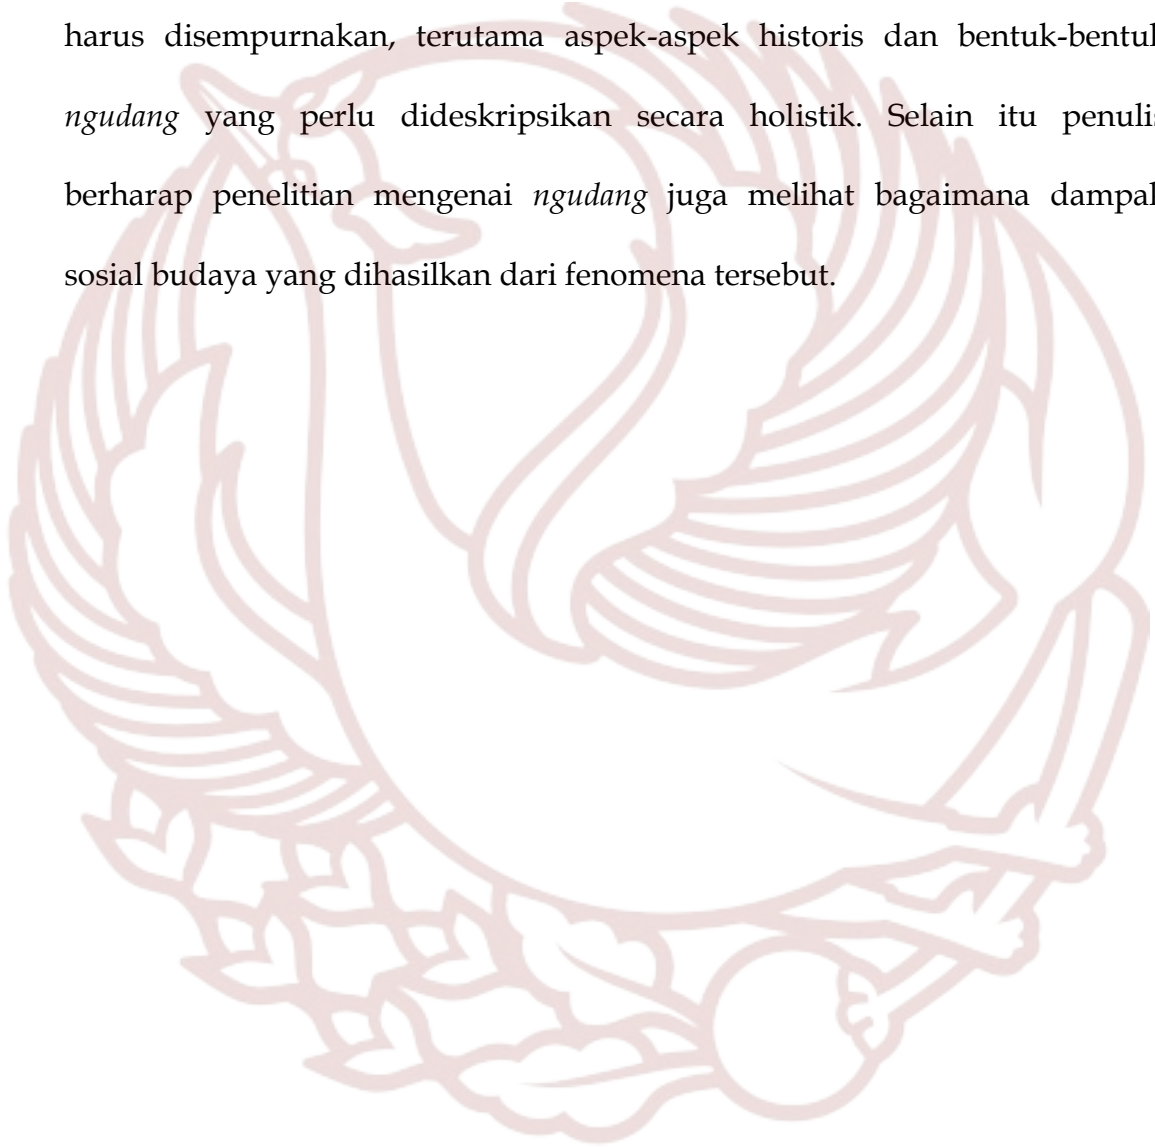 harus disempurnakan, terutama aspek-aspek historis dan bentuk-bentuk
ngudang yang perlu dideskripsikan secara holistik. Selain itu penulis
berharap penelitian mengenai ngudang juga melihat bagaimana dampak
sosial budaya yang dihasilkan dari fenomena tersebut.